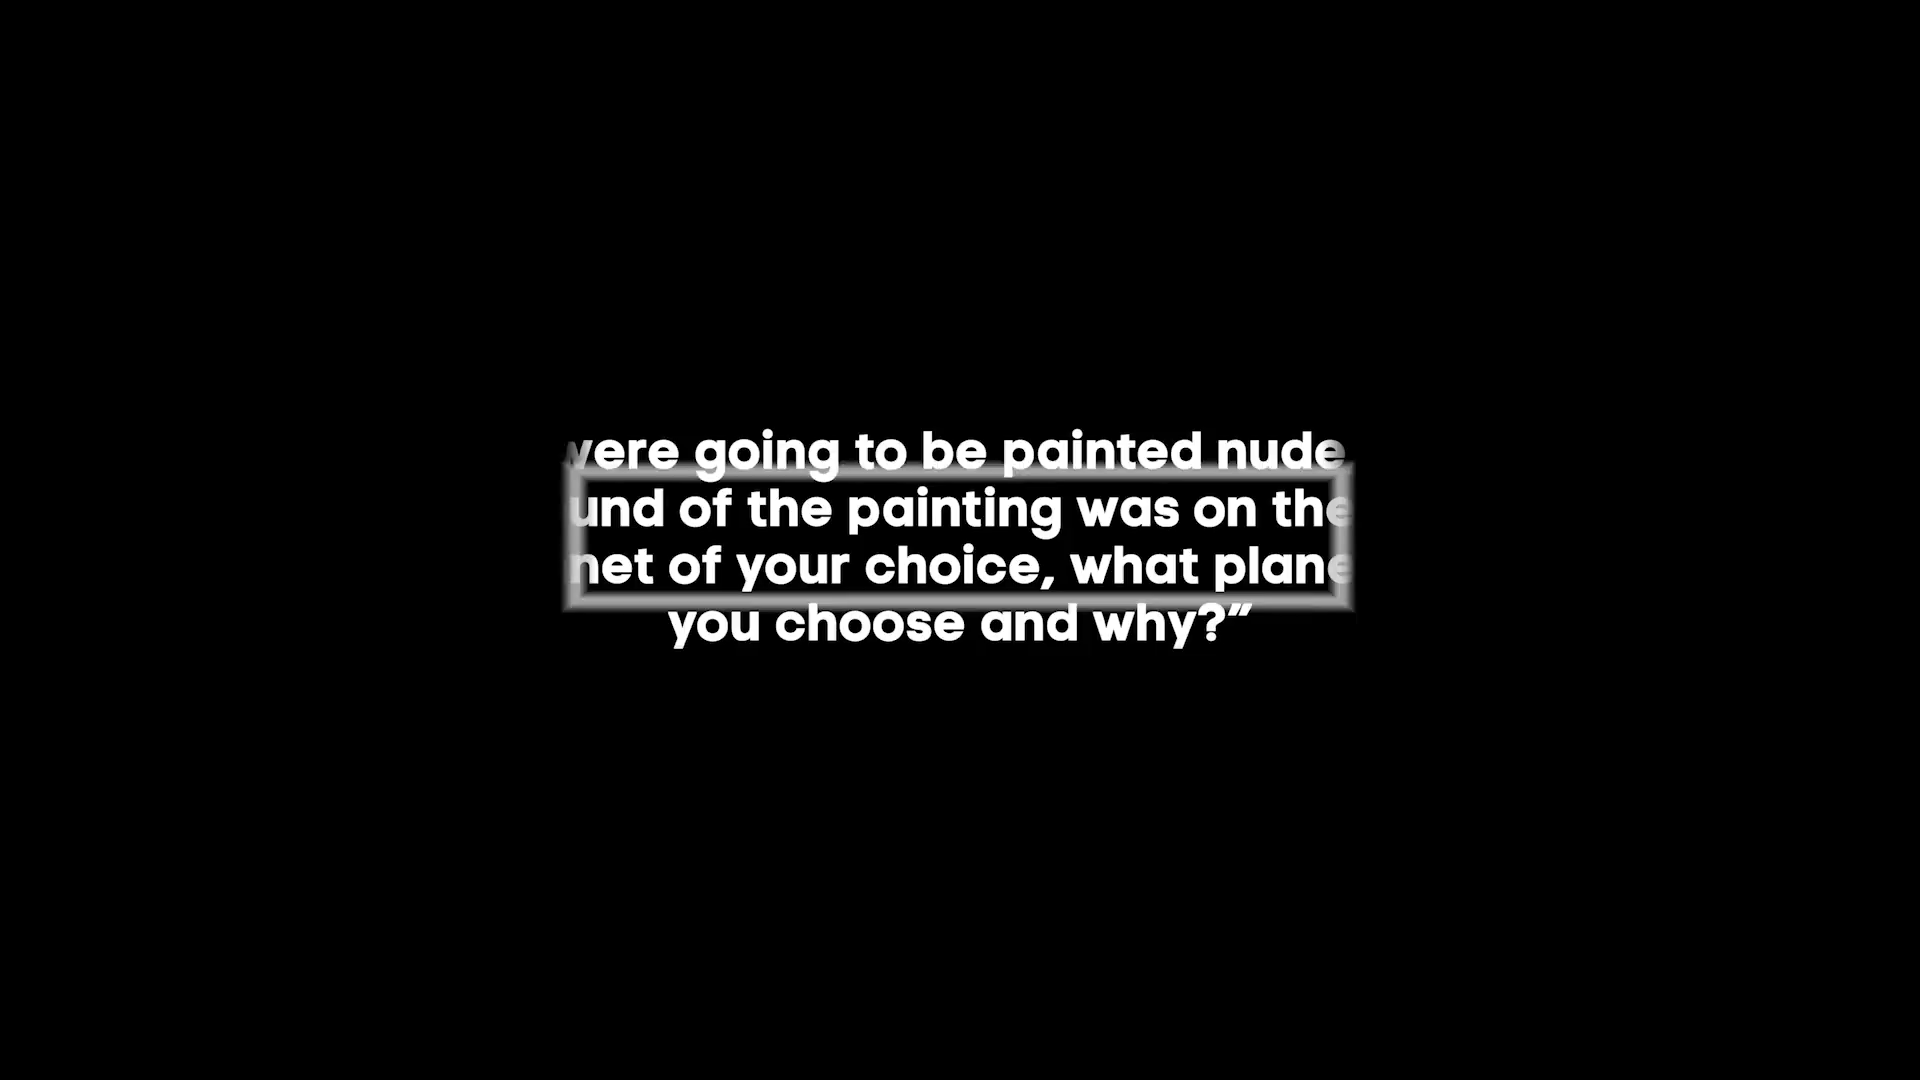 were going to be painted nude
und of the painting was on the
net of your choice, what plane
you choose and why?”